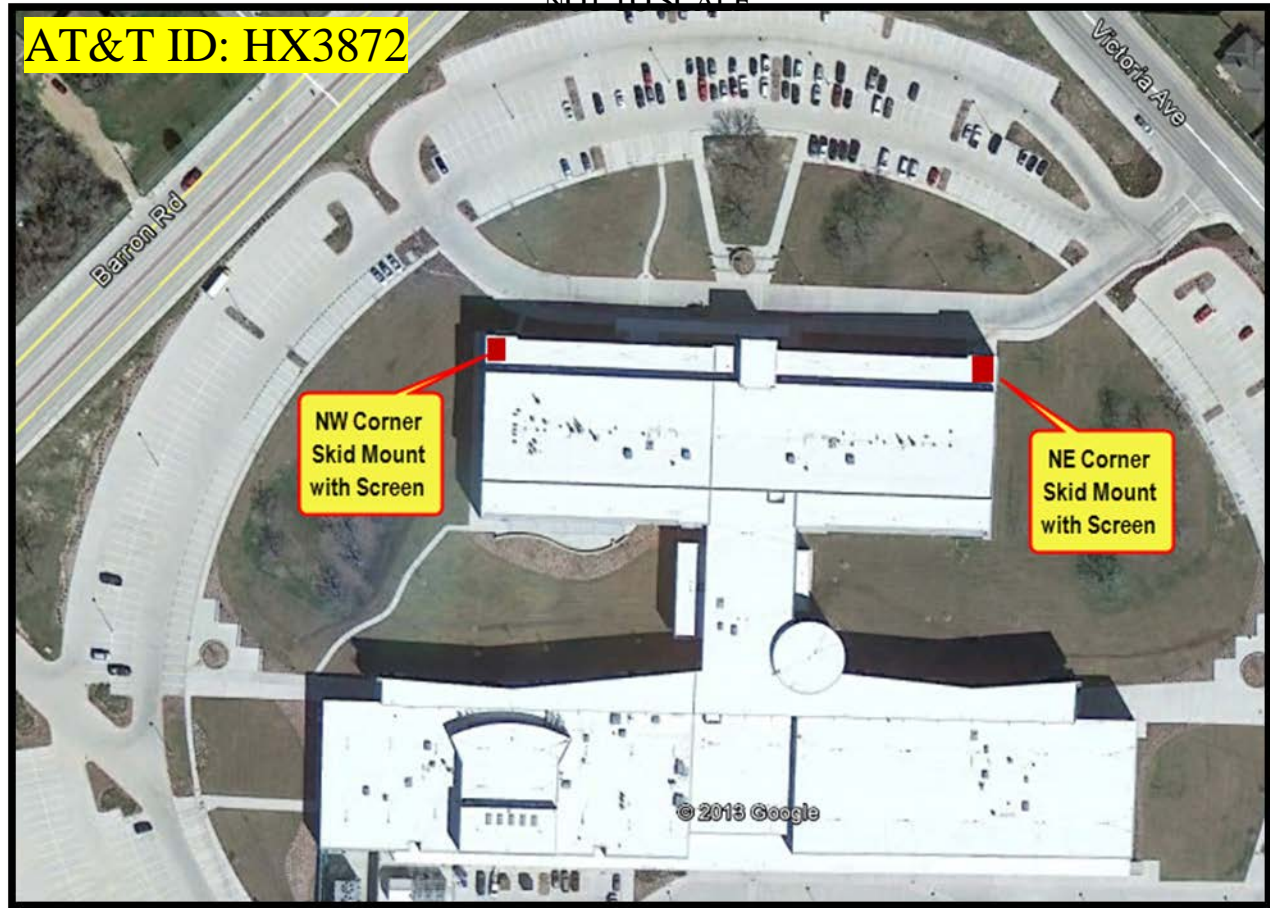 AT&T ID: HX3872
Victoria Ave
Barron Rd
NW Corner
Skid Mount
with Screen
NE Corner
Skid Mount
with Screen
© 2013 Google